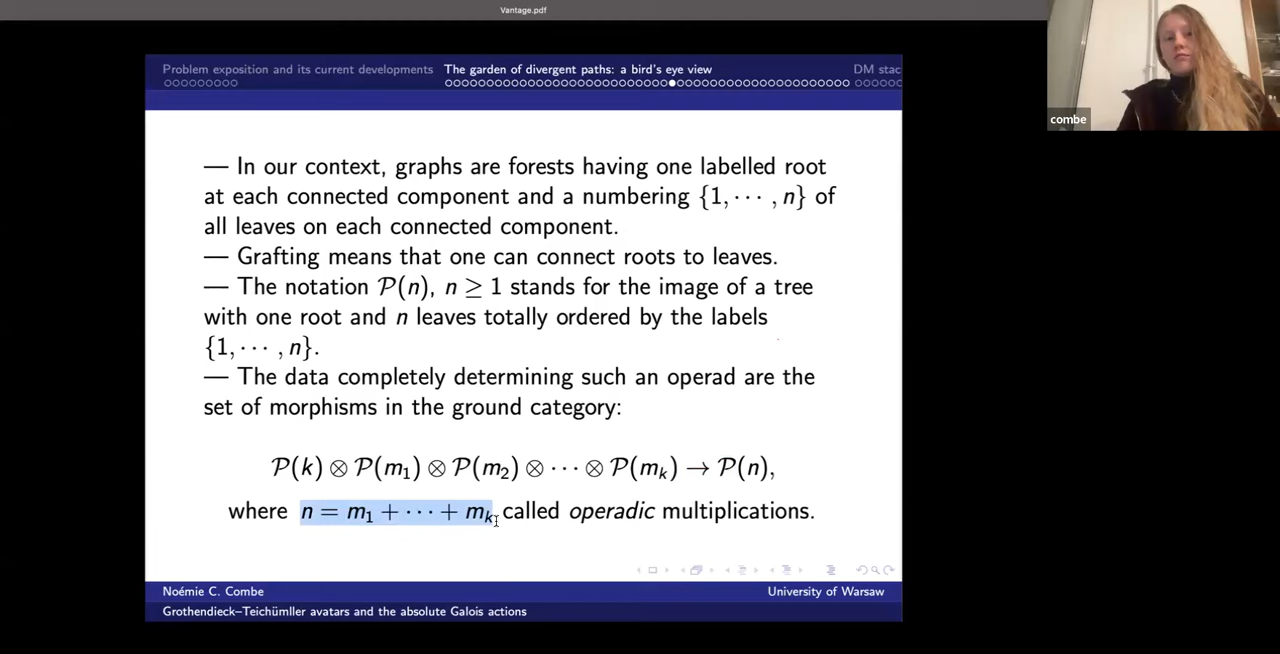 Vantage.pdf
Problem exposition and its current developments The garden of divergent paths: a bird's eye view DM stac
— In our context, graphs are forests having one labelled root
at each connected component and a numbering {1, ⋯ , n} of
all leaves on each connected component.
— Grafting means that one can connect roots to leaves.
— The notation 𝒫(n), n ≥ 1 stands for the image of a tree
with one root and n leaves totally ordered by the labels
{1, ⋯ , n}.
— The data completely determining such an operad are the
set of morphisms in the ground category:
𝒫(k) ⊗ 𝒫(m₁) ⊗ 𝒫(m₂) ⊗ ⋯ ⊗ 𝒫(mₖ) → 𝒫(n),
where n = m₁ + ⋯ + mₖ called operadic multiplications.
Noémie C. Combe University of Warsaw
Grothendieck–Teichümller avatars and the absolute Galois actions
combe